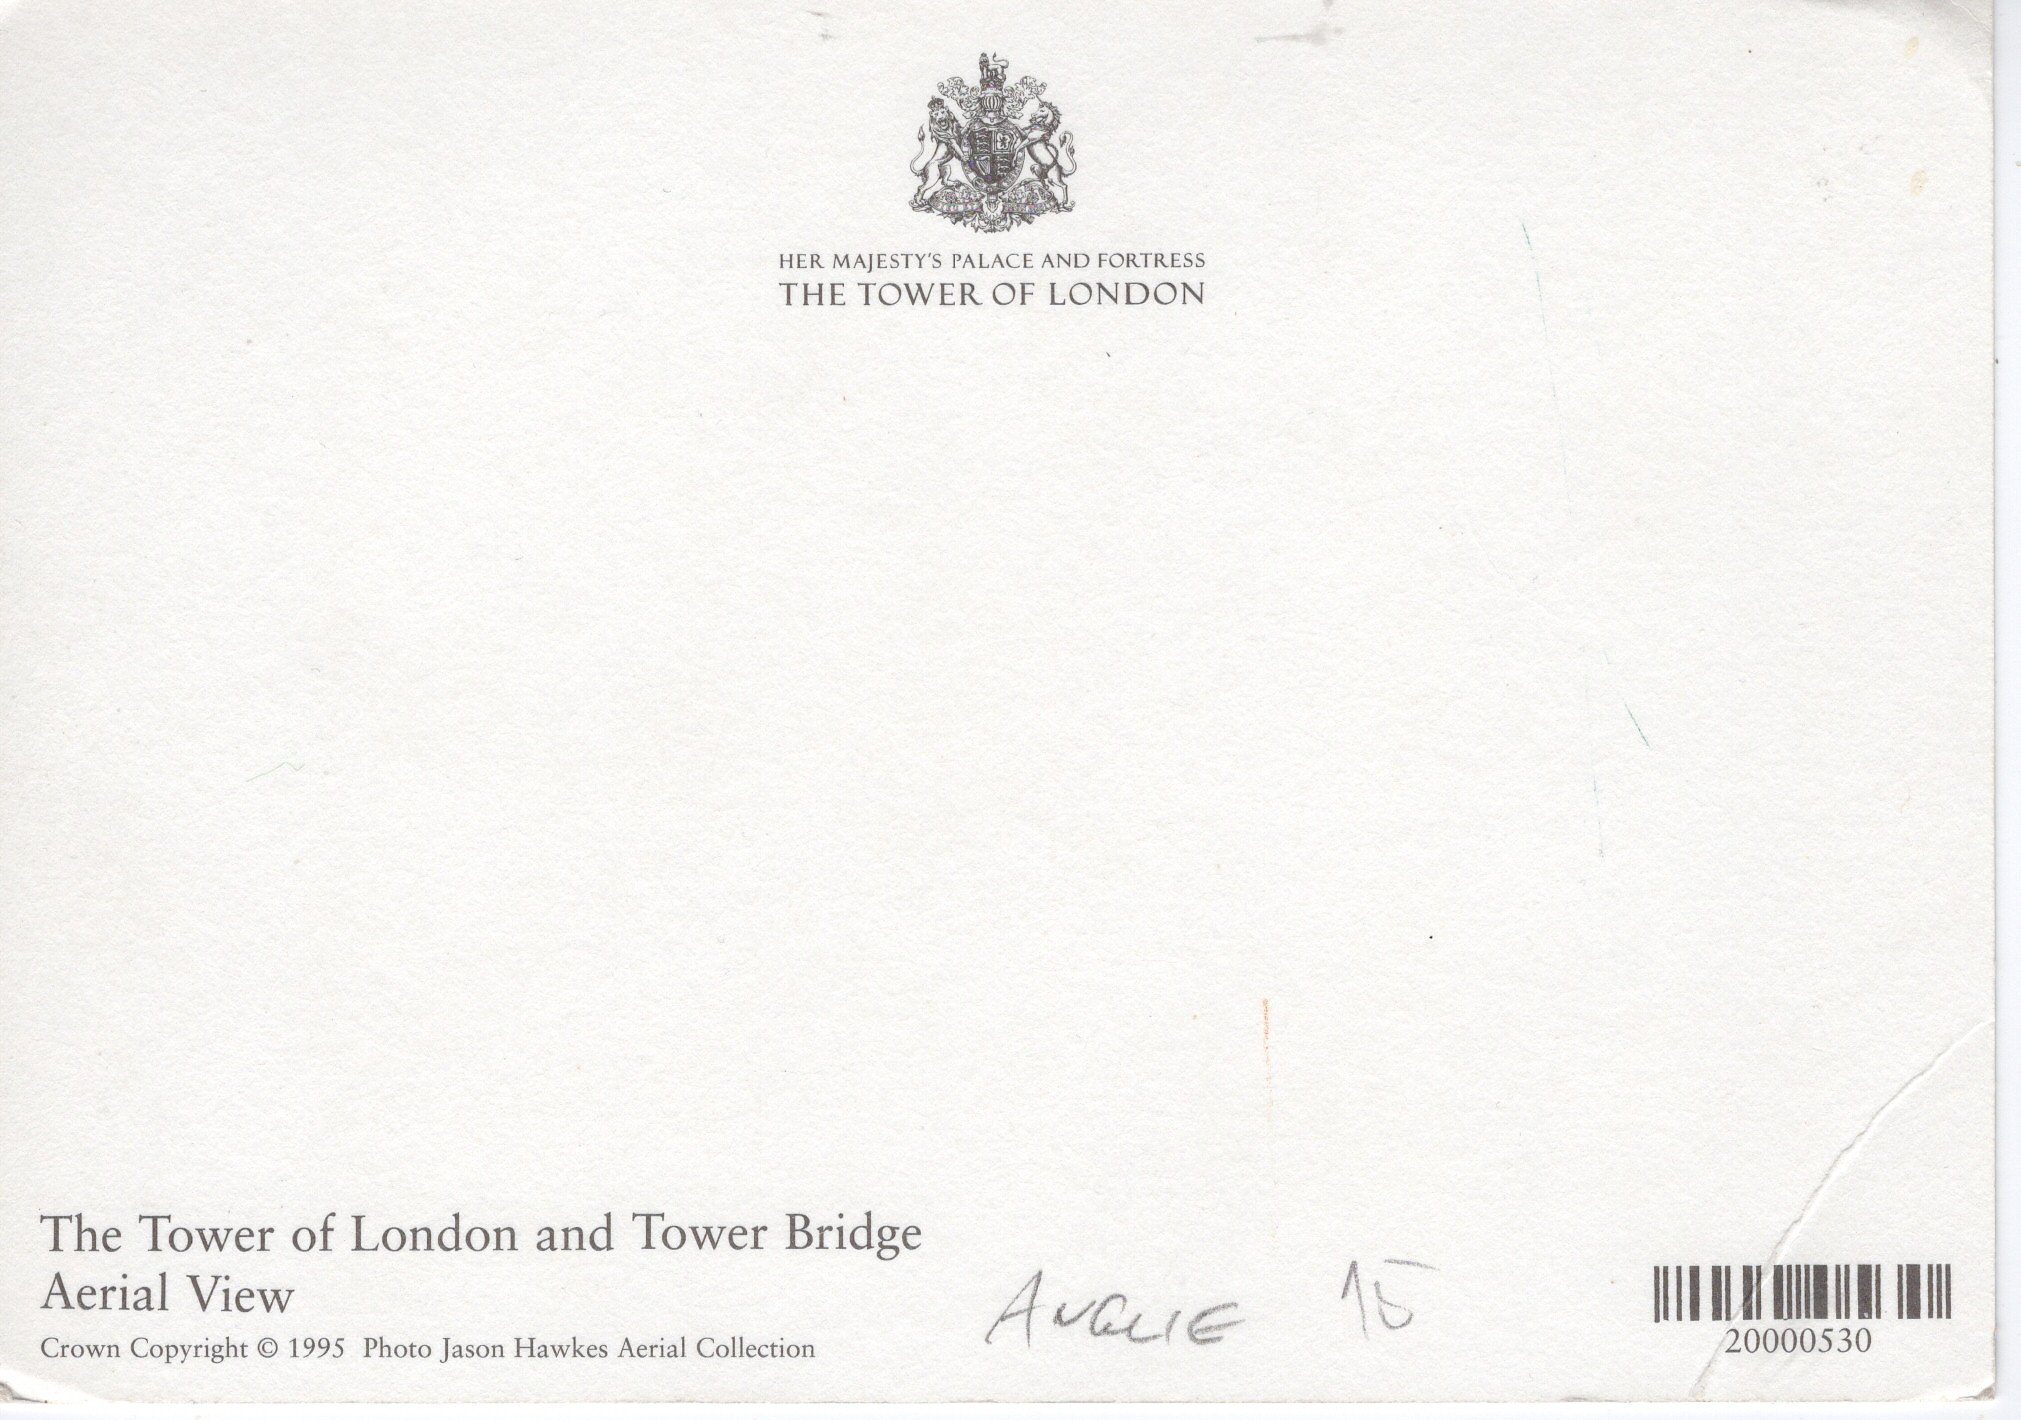 HER MAJESTY'S PALACE AND FORTRESS
THE TOWER OF LONDON
The Tower of London and Tower Bridge
Aerial View
Crown Copyright © 1995 Photo Jason Hawkes Aerial Collection
ANGLIE 15
20000530